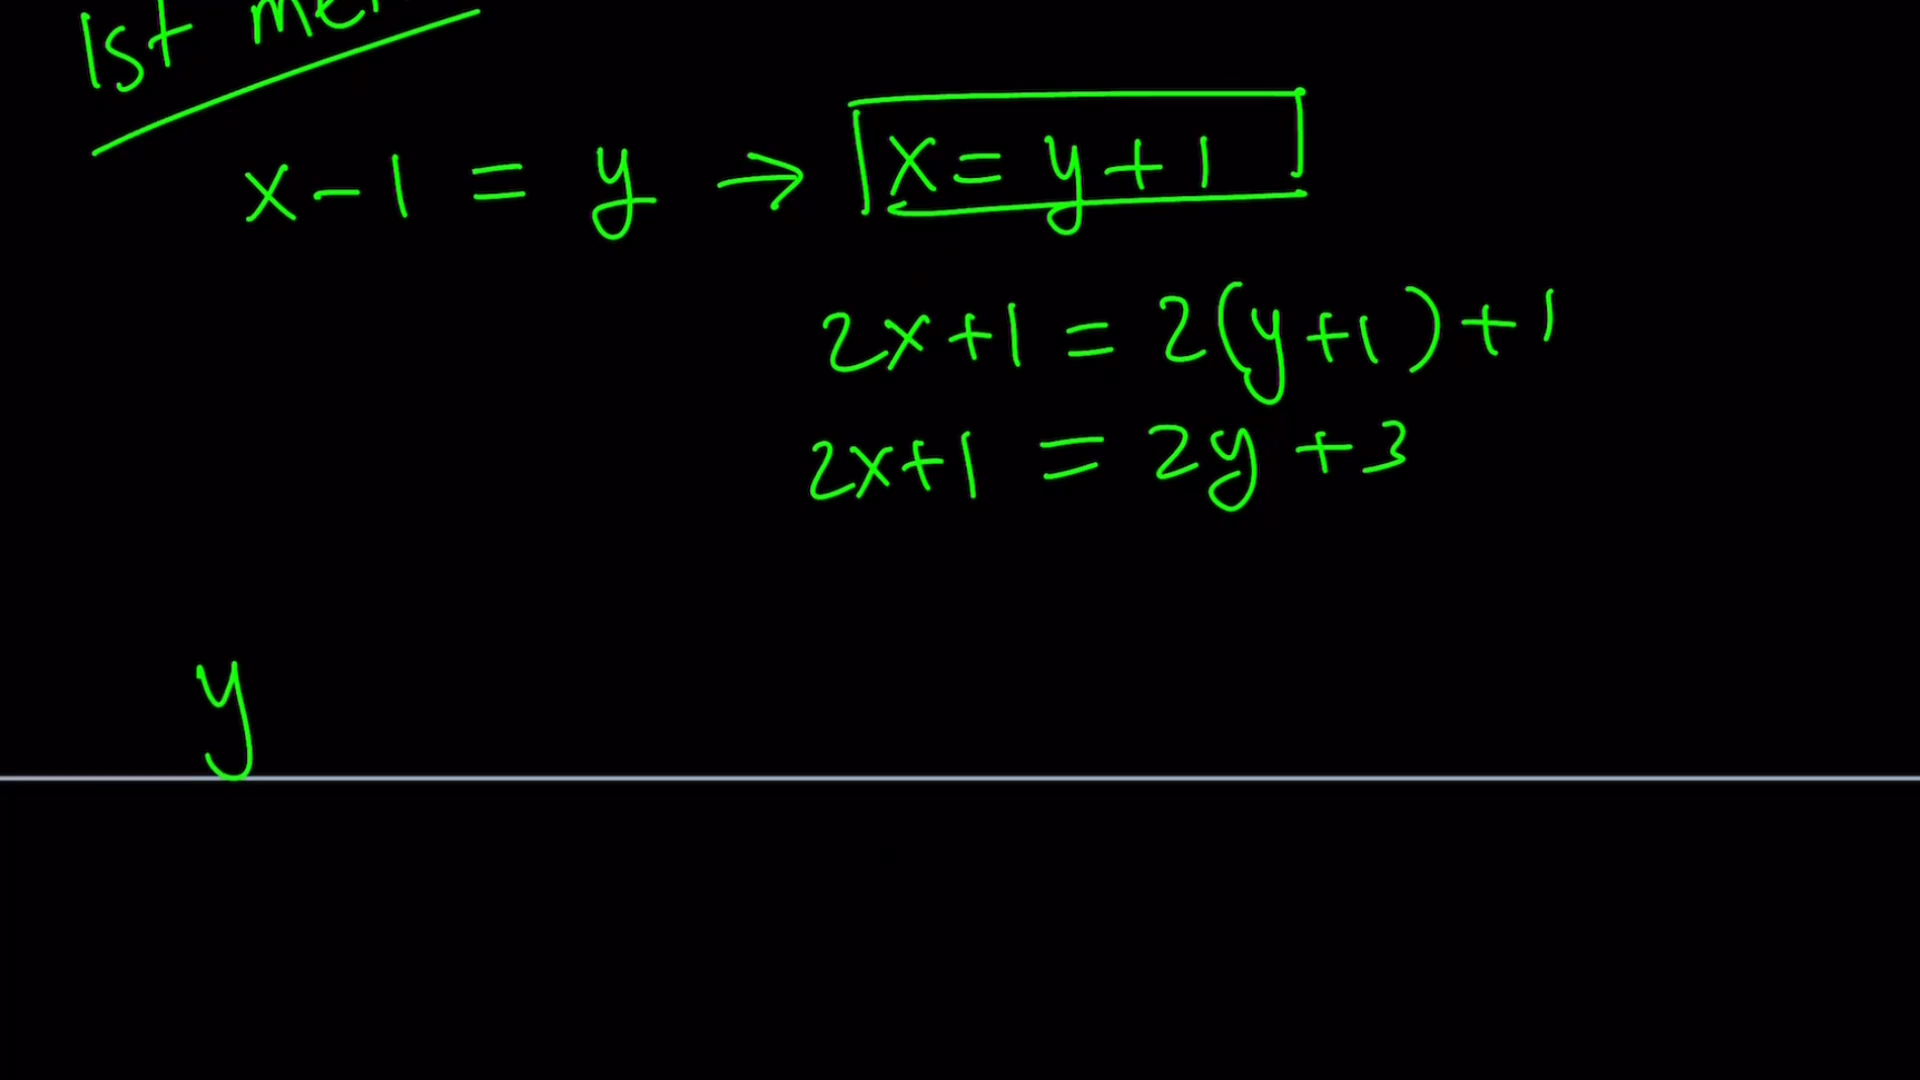 1st
x-1 = y → x = y+1
2x+1 = 2(y+1)+1
2x+1 = 2y+3
y